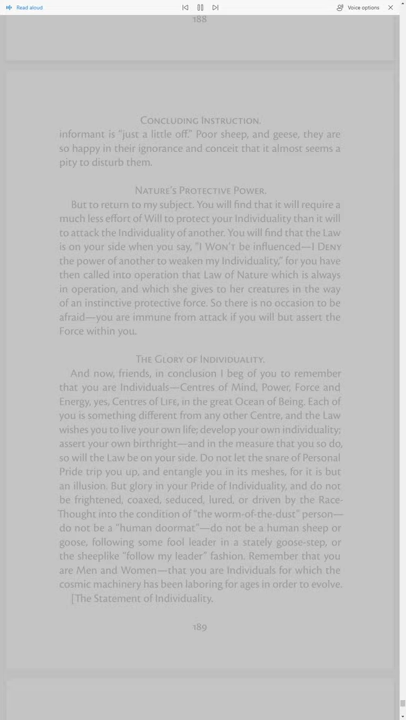 Read aloud
Voice options
188
Concluding Instruction.
informant is "just a little off." Poor sheep, and geese, they are
so happy in their ignorance and conceit that it almost seems a
pity to disturb them.
Nature's Protective Power.
But to return to my subject. You will find that it will require a
much less effort of Will to protect your Individuality than it will
to attack the Individuality of another. You will find that the Law
is on your side when you say, "I Won't be influenced—I Deny
the power of another to weaken my Individuality," for you have
then called into operation that Law of Nature which is always
in operation, and which she gives to her creatures in the way
of an instinctive protective force. So there is no occasion to be
afraid—you are immune from attack if you will but assert the
Force within you.
The Glory of Individuality.
And now, friends, in conclusion I beg of you to remember
that you are Individuals—Centres of Mind, Power, Force and
Energy, yes, Centres of Life, in the great Ocean of Being. Each of
you is something different from any other Centre, and the Law
wishes you to live your own life; develop your own individuality;
assert your own birthright—and in the measure that you so do,
so will the Law be on your side. Do not let the snare of Personal
Pride trip you up, and entangle you in its meshes, for it is but
an illusion. But glory in your Pride of Individuality, and do not
be frightened, coaxed, seduced, lured, or driven by the Race-
Thought into the condition of "the worm-of-the-dust" person—
do not be a "human doormat"—do not be a human sheep or
goose, following some fool leader in a stately goose-step, or
the sheeplike "follow my leader" fashion. Remember that you
are Men and Women—that you are Individuals for which the
cosmic machinery has been laboring for ages in order to evolve.
[The Statement of Individuality.
189